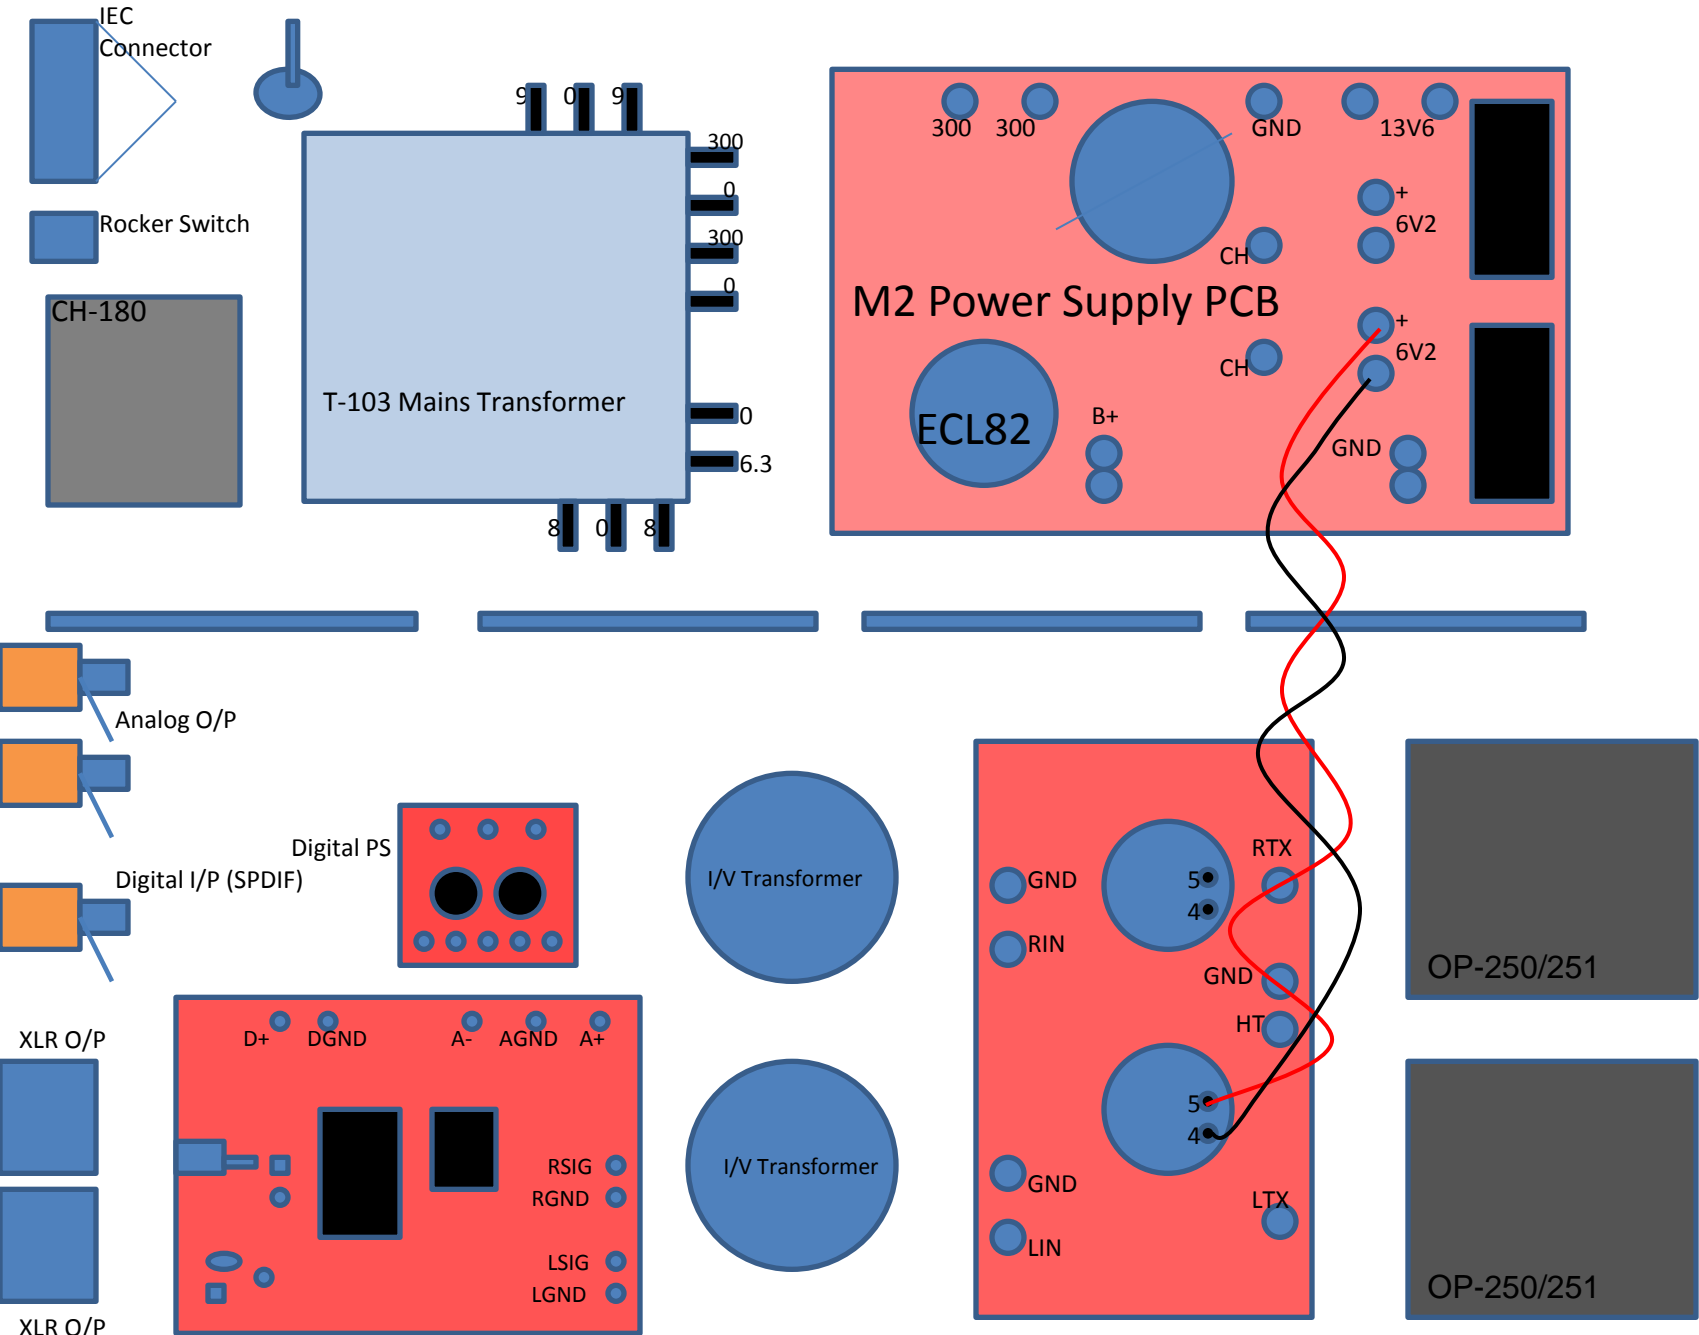 IEC
Connector
Rocker Switch
CH-180
9
0
9
300
0
300
0
T-103 Mains Transformer
0
6.3
8
0
8
300
300
GND
13V6
+
6V2
CH
M2 Power Supply PCB
+
6V2
CH
ECL82
B+
GND
Analog O/P
Digital PS
Digital I/P (SPDIF)
I/V Transformer
RTX
GND
5
4
RIN
GND
HT
OP-250/251
XLR O/P
D+
DGND
A-
AGND
A+
5
4
RSIG
RGND
I/V Transformer
GND
LTX
LIN
LSIG
LGND
OP-250/251
XLR O/P